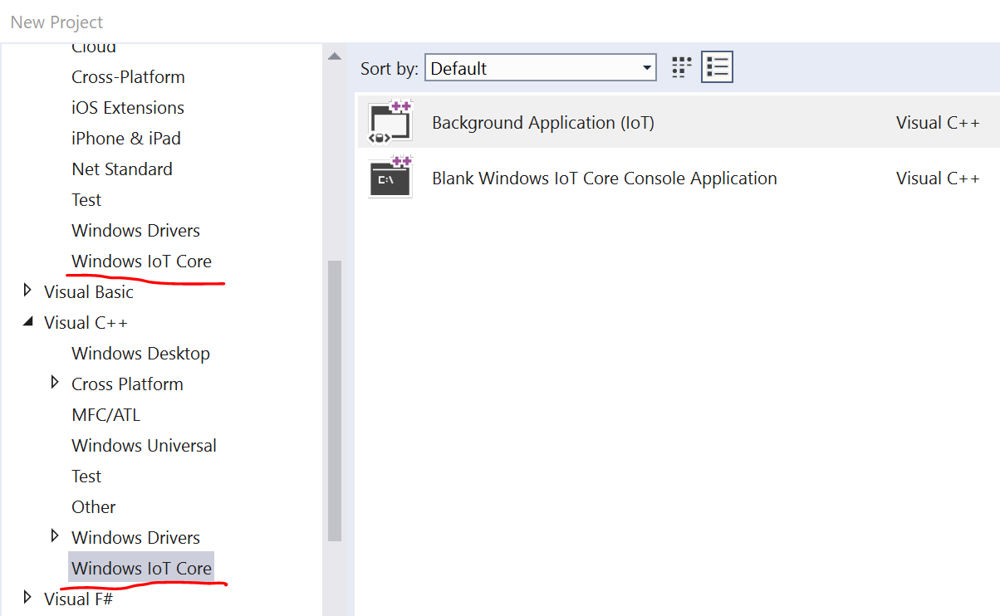 New Project
Cloud
Cross-Platform
iOS Extensions
iPhone & iPad
Net Standard
Test
Windows Drivers
Windows IoT Core
Visual Basic
Visual C++
Windows Desktop
Cross Platform
MFC/ATL
Windows Universal
Test
Other
Windows Drivers
Windows IoT Core
Visual F#
Sort by: Default
Background Application (IoT) Visual C++
C:\ Blank Windows IoT Core Console Application Visual C++